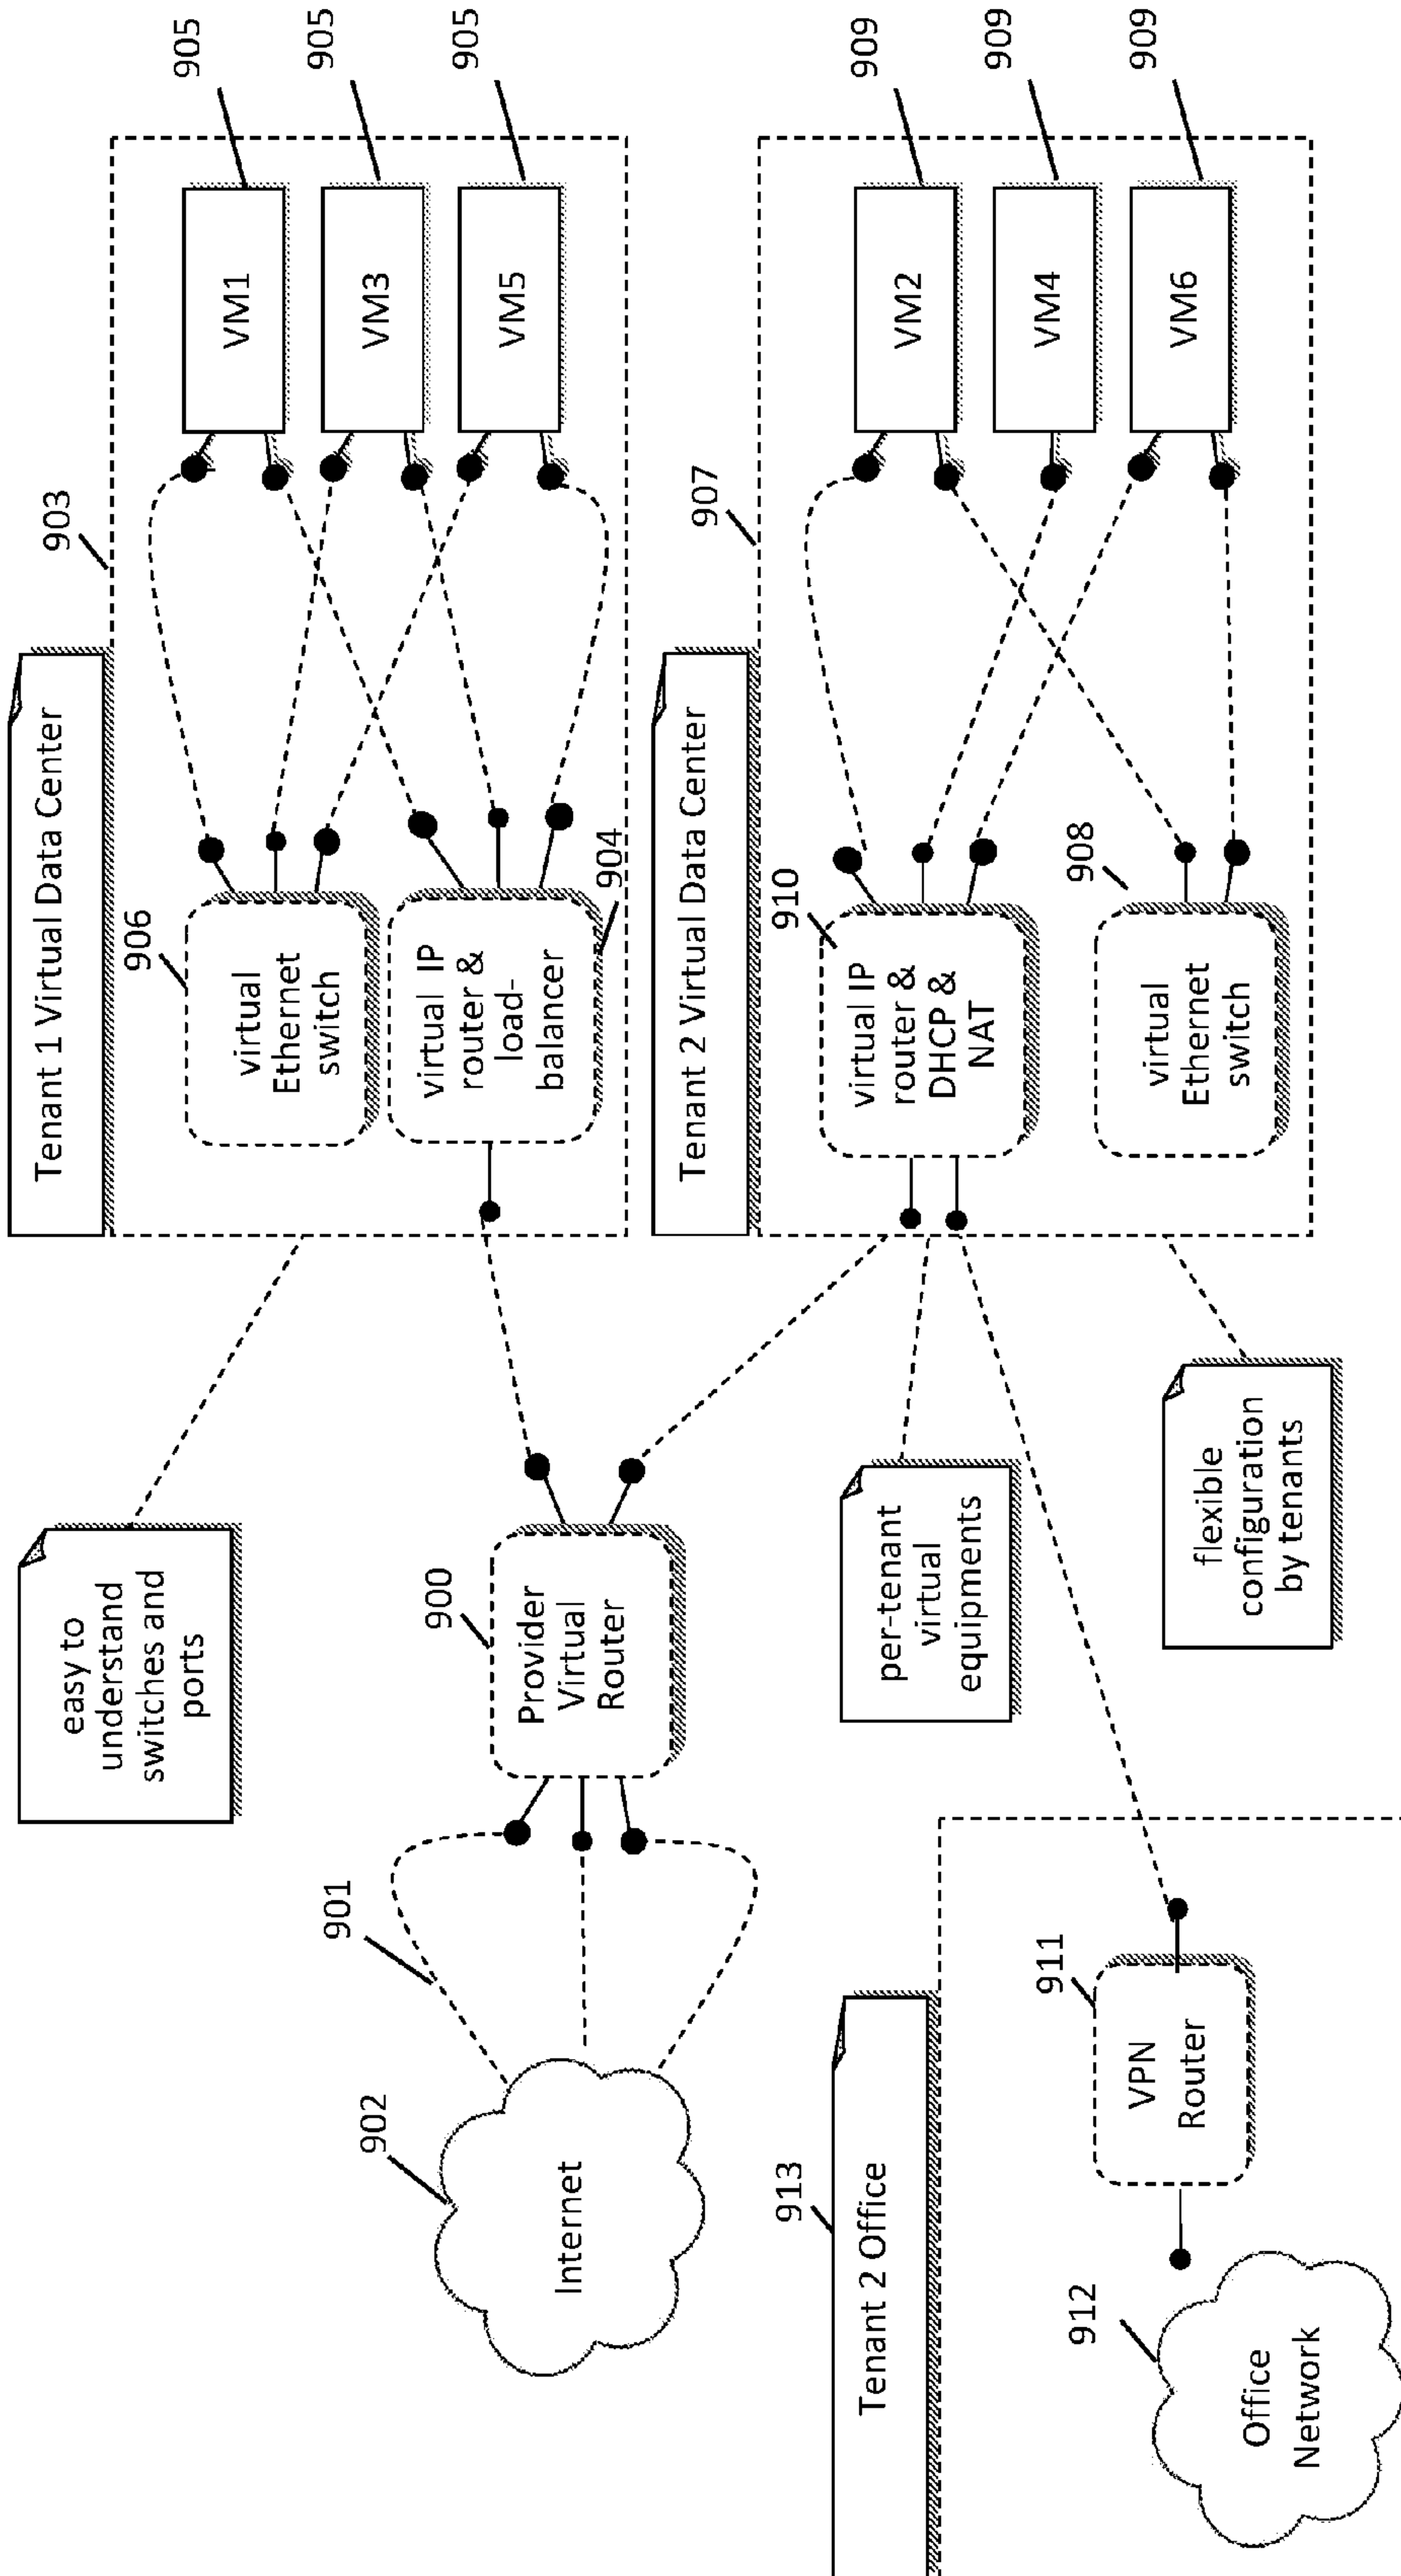 Tenant 1 Virtual Data Center
903
905
905
905
VM1
VM3
VM5
906
virtual
Ethernet
switch
virtual IP
router &
load-
balancer
904
easy to
understand
switches and
ports
900
Provider
Virtual
Router
901
902
Internet
Tenant 2 Virtual Data Center
907
909
909
909
VM2
VM4
VM6
910
virtual IP
router &
DHCP &
NAT
908
virtual
Ethernet
switch
per-tenant
virtual
equipments
flexible
configuration
by tenants
913
Tenant 2 Office
911
VPN
Router
912
Office
Network